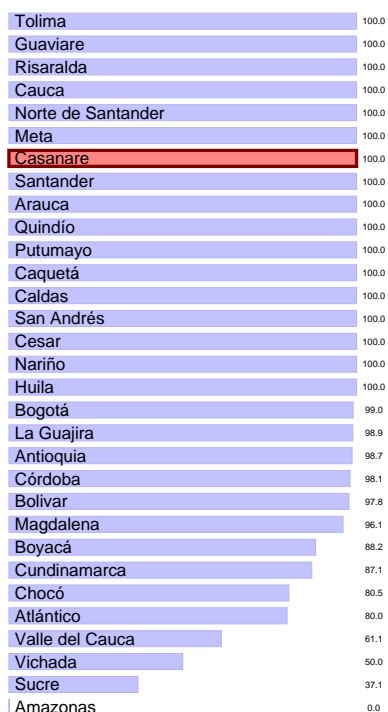 Tolima 100.0
Guaviare 100.0
Risaralda 100.0
Cauca 100.0
Norte de Santander 100.0
Meta 100.0
Casanare 100.0
Santander 100.0
Arauca 100.0
Quindío 100.0
Putumayo 100.0
Caquetá 100.0
Caldas 100.0
San Andrés 100.0
Cesar 100.0
Nariño 100.0
Huila 100.0
Bogotá 99.0
La Guajira 98.9
Antioquia 98.7
Córdoba 98.1
Bolivar 97.8
Magdalena 96.1
Boyacá 88.2
Cundinamarca 87.1
Chocó 80.5
Atlántico 80.0
Valle del Cauca 61.1
Vichada 50.0
Sucre 37.1
Amazonas 0.0